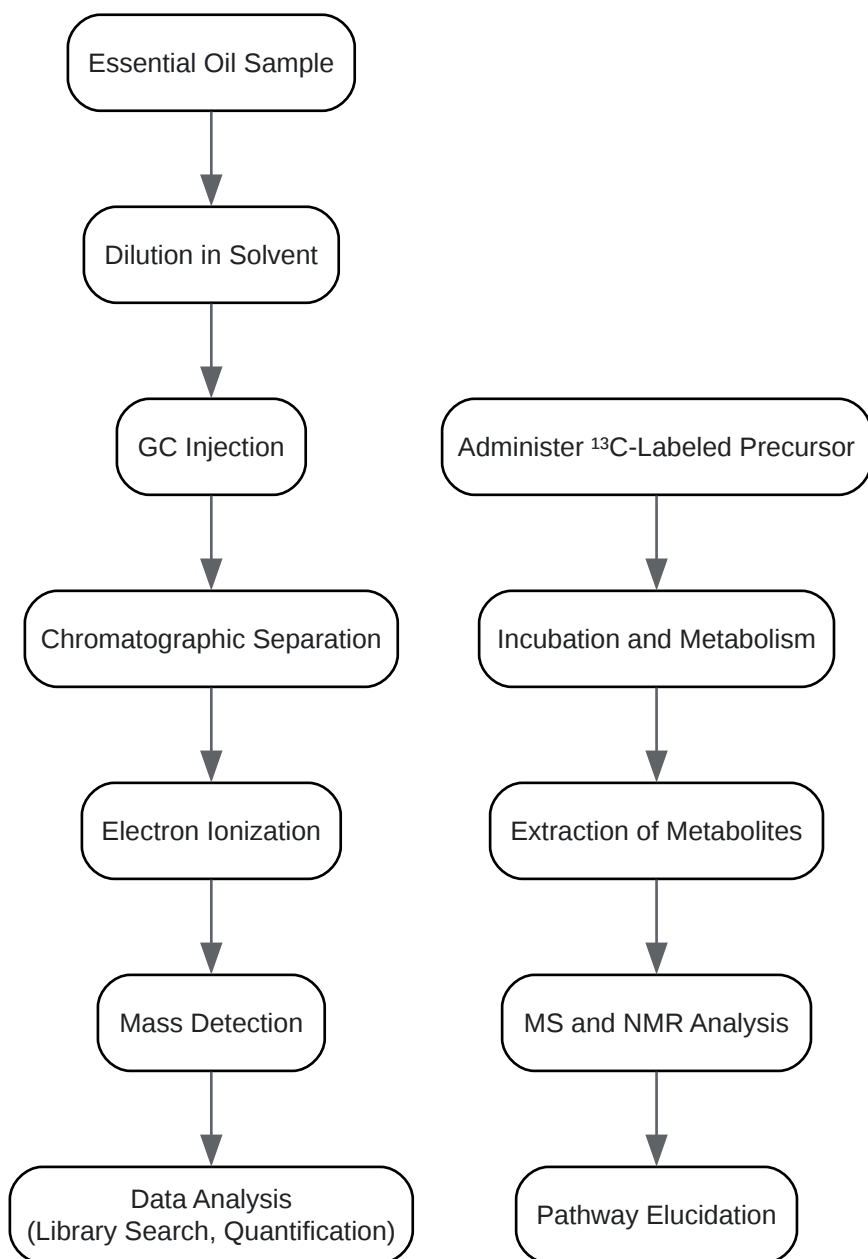 Essential Oil Sample
Dilution in Solvent
GC Injection
Chromatographic Separation
Electron Ionization
Mass Detection
Data Analysis
(Library Search, Quantification)
Administer ¹³C-Labeled Precursor
Incubation and Metabolism
Extraction of Metabolites
MS and NMR Analysis
Pathway Elucidation